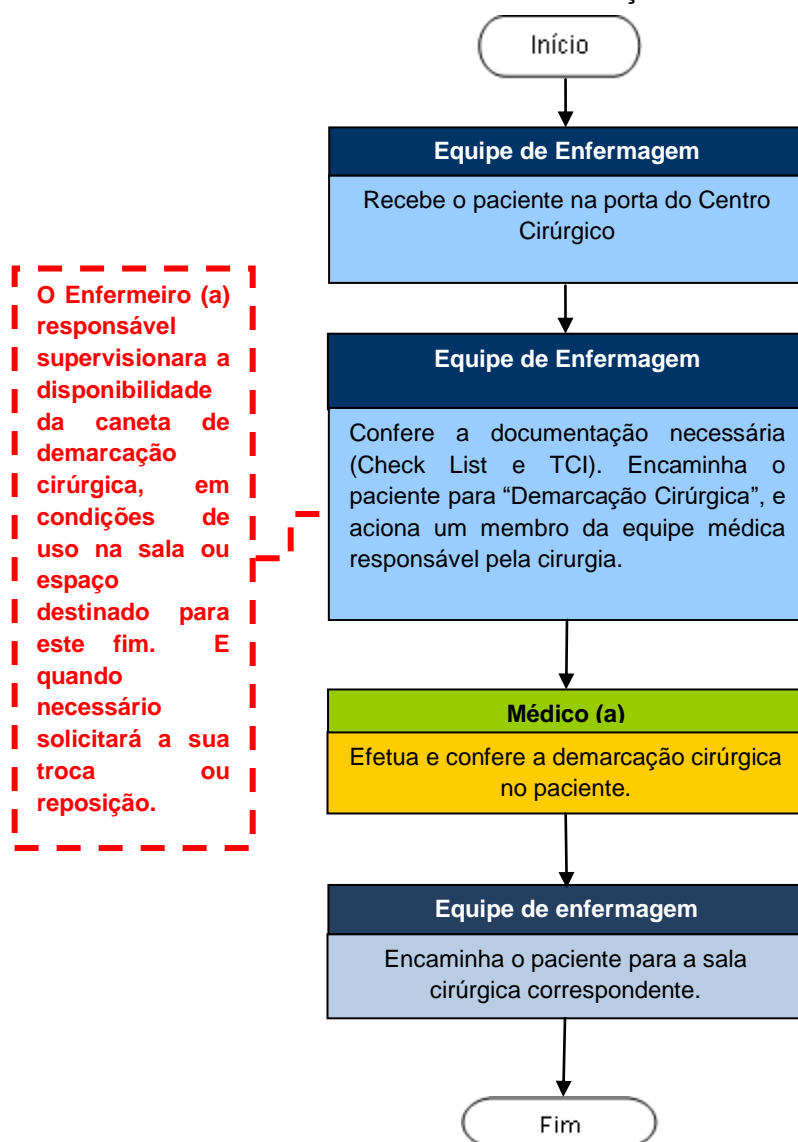 Início
Equipe de Enfermagem
Recebe o paciente na porta do Centro
Cirúrgico
Equipe de Enfermagem
Confere a documentação necessária
(Check List e TCI). Encaminha o
paciente para “Demarcação Cirúrgica”, e
aciona um membro da equipe médica
responsável pela cirurgia.
O Enfermeiro (a)
responsável
supervisionara a
disponibilidade
da caneta de
demarcação
cirúrgica, em
condições de
uso na sala ou
espaço
destinado para
este fim. E
quando
necessário
solicitará a sua
troca ou
reposição.
Médico (a)
Efetua e confere a demarcação cirúrgica
no paciente.
Equipe de enfermagem
Encaminha o paciente para a sala
cirúrgica correspondente.
Fim